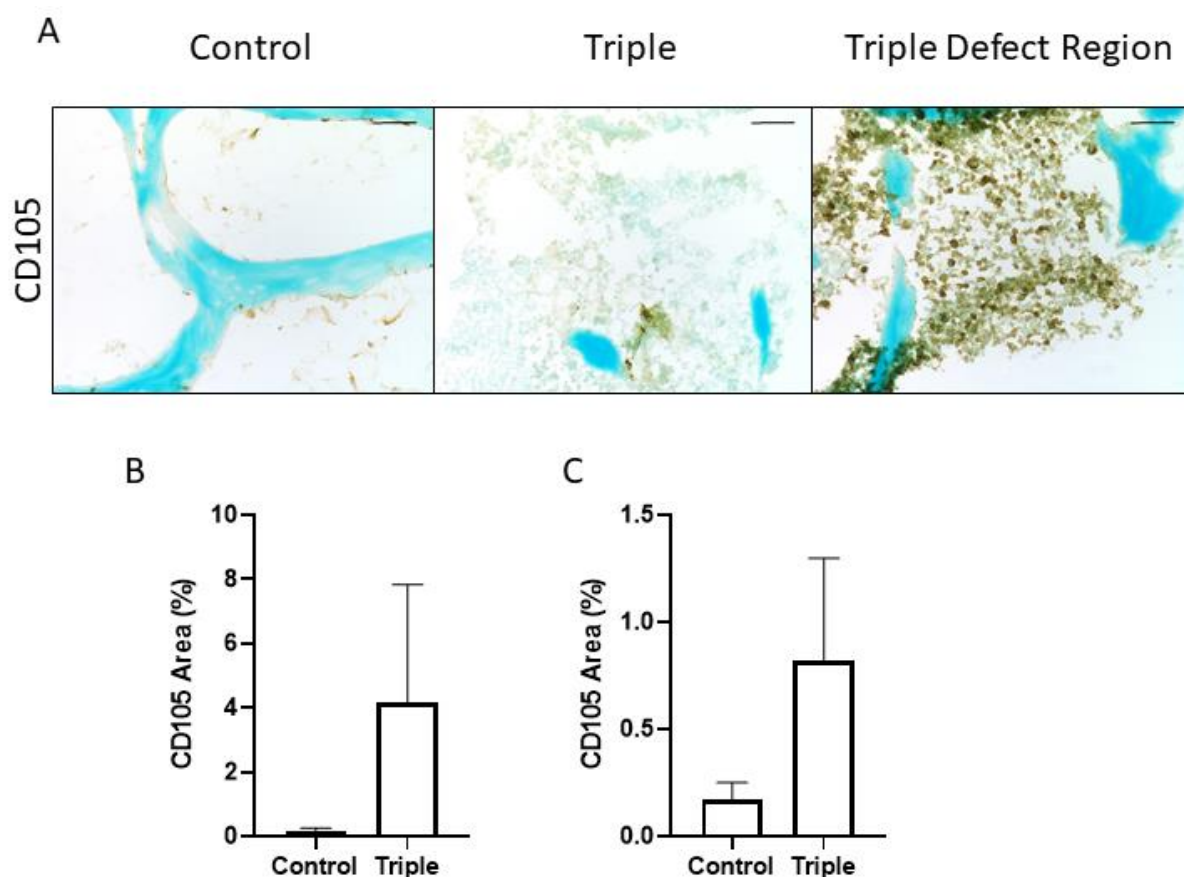 A
Control
Triple
Triple Defect Region
CD105
B
CD105 Area (%)
10
8
6
4
2
0
Control
Triple
C
CD105 Area (%)
1.5
1.0
0.5
0.0
Control
Triple